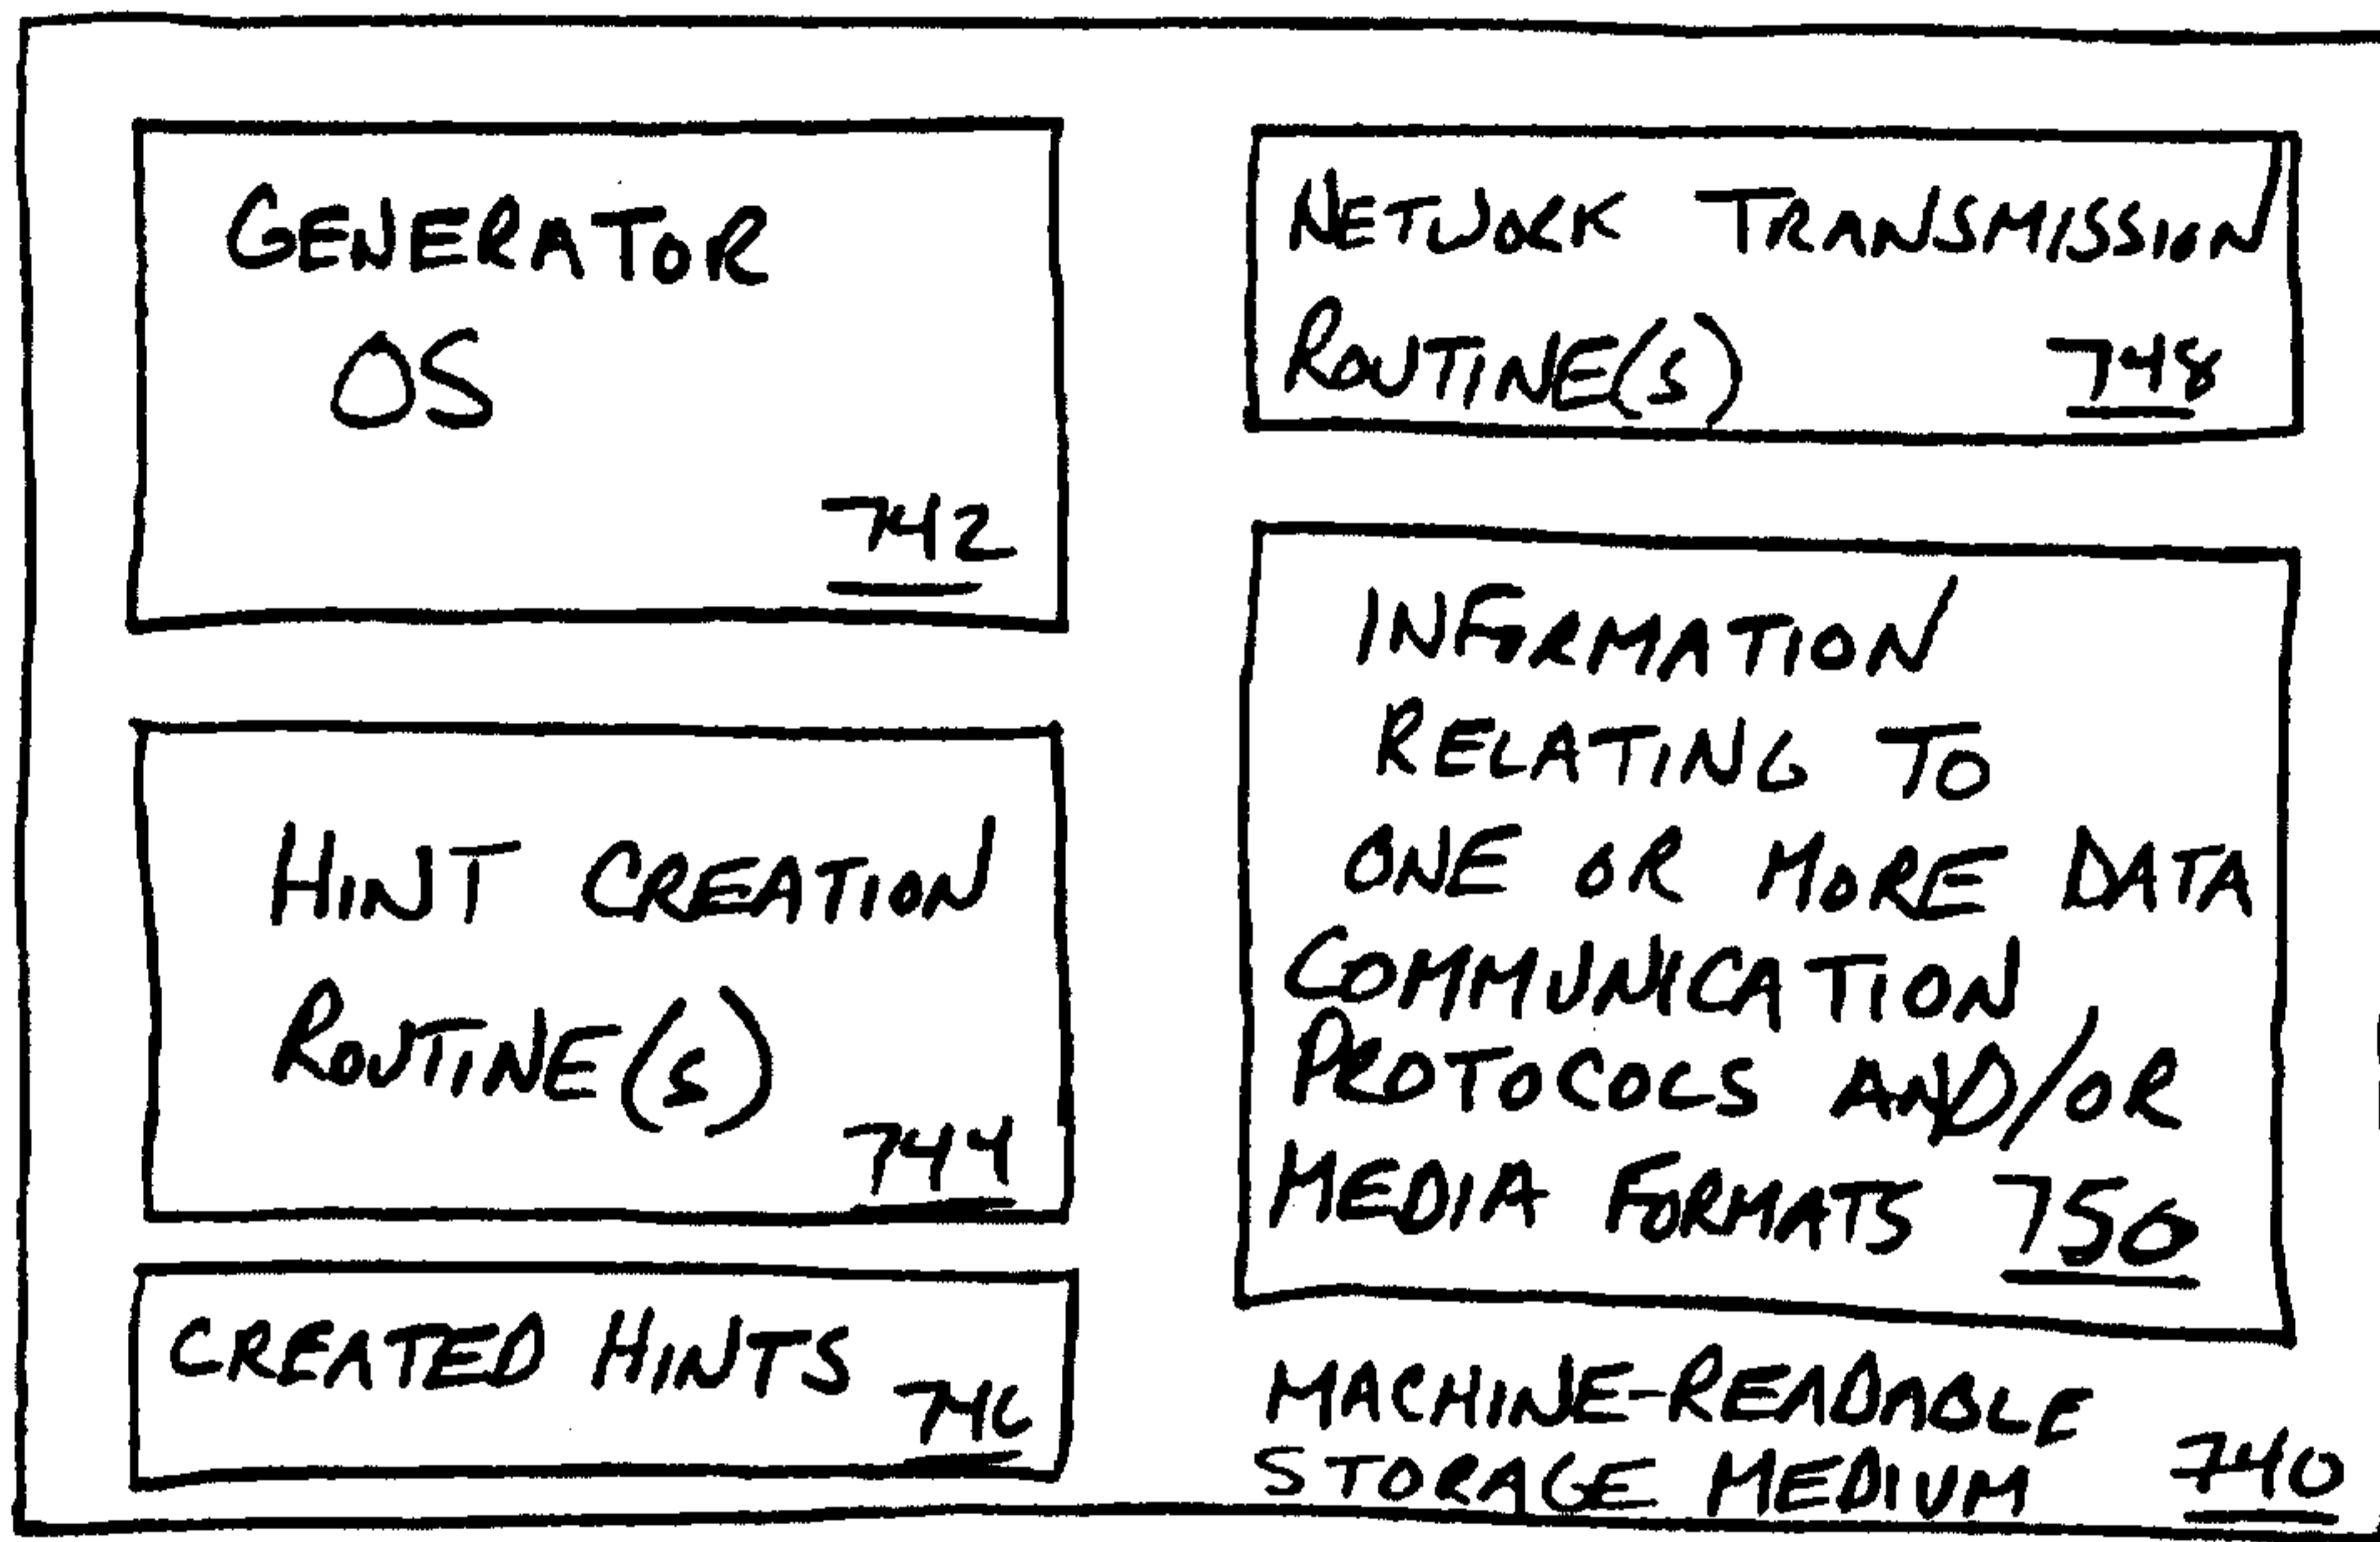 GENERATOR
OS
742
HINT CREATION
ROUTINE(S)
744
CREATED HINTS 746
NETWORK TRANSMISSION
ROUTINE(S) 748
INFORMATION
RELATING TO
ONE OR MORE DATA
COMMUNICATION
PROTOCOLS AND/OR
MEDIA FORMATS 750
MACHINE-READABLE
STORAGE MEDIUM 740